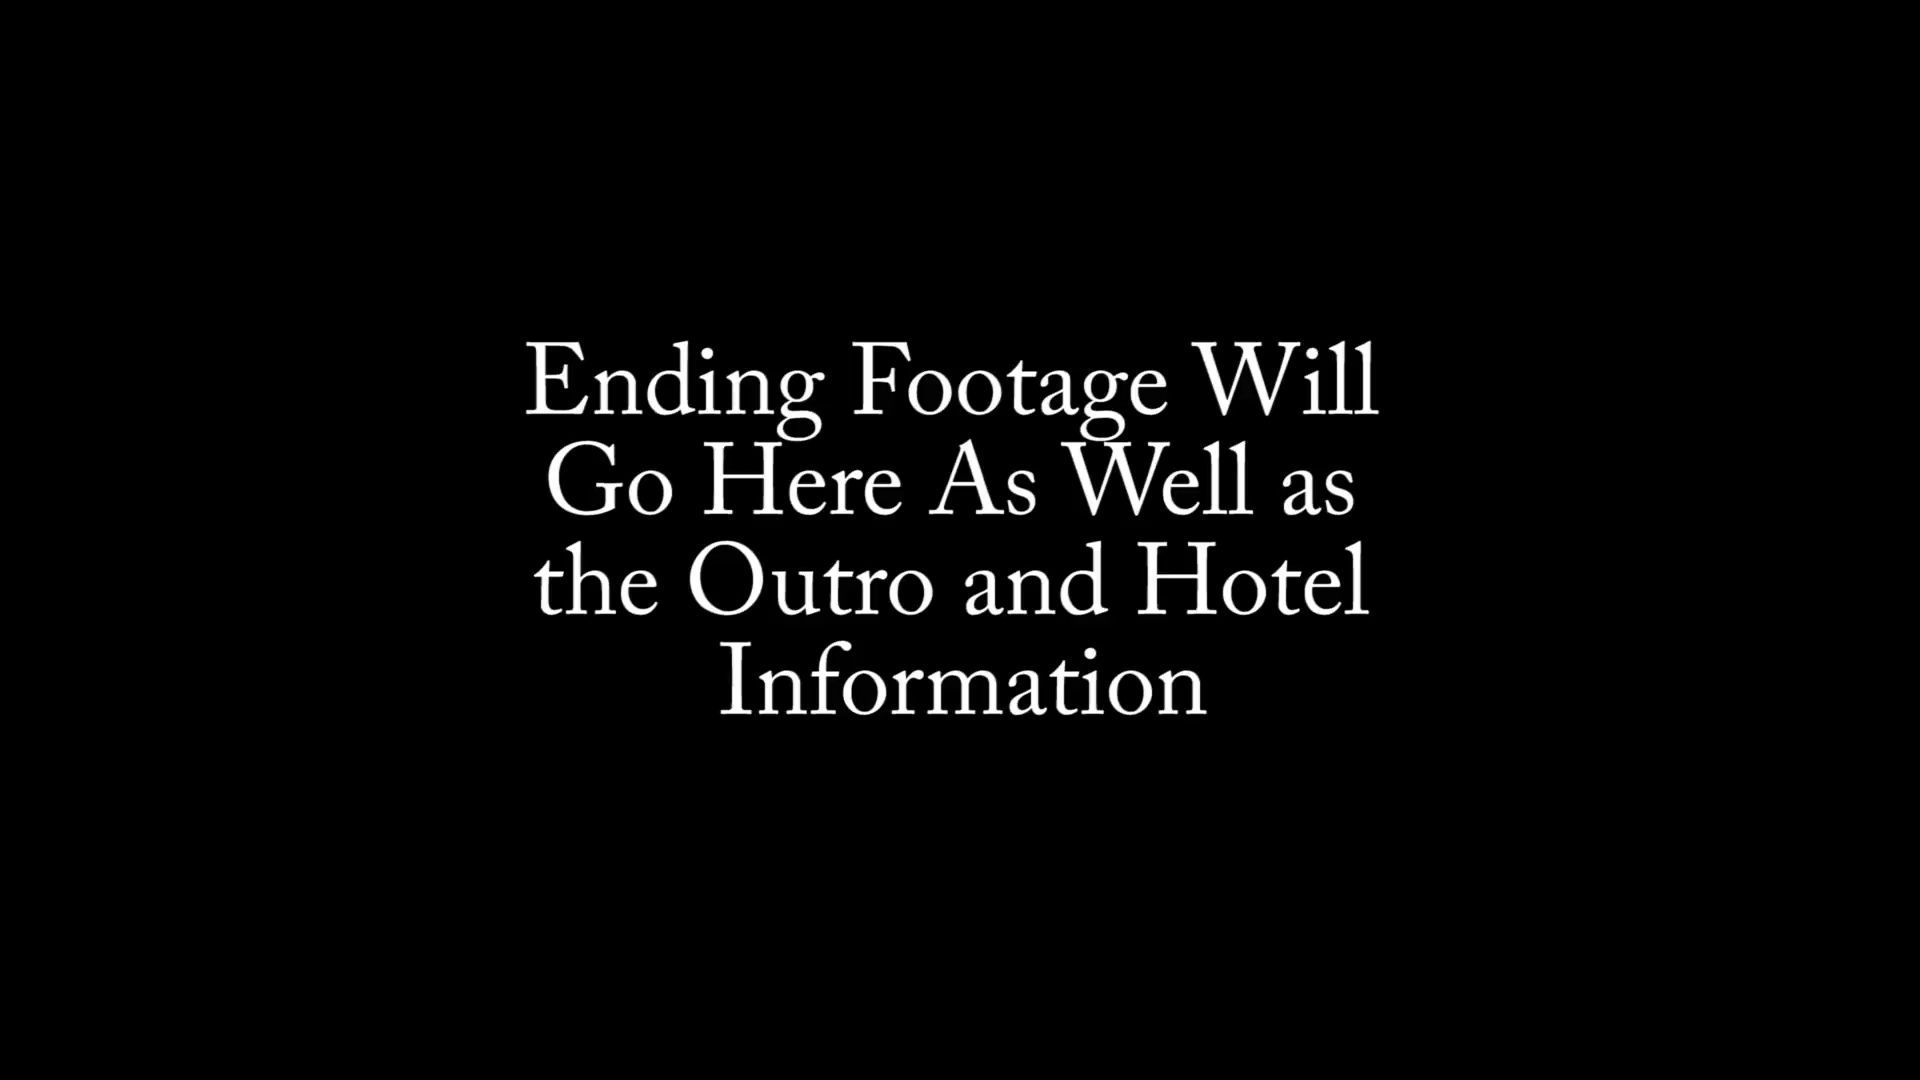 Ending Footage Will
Go Here As Well as
the Outro and Hotel
Information